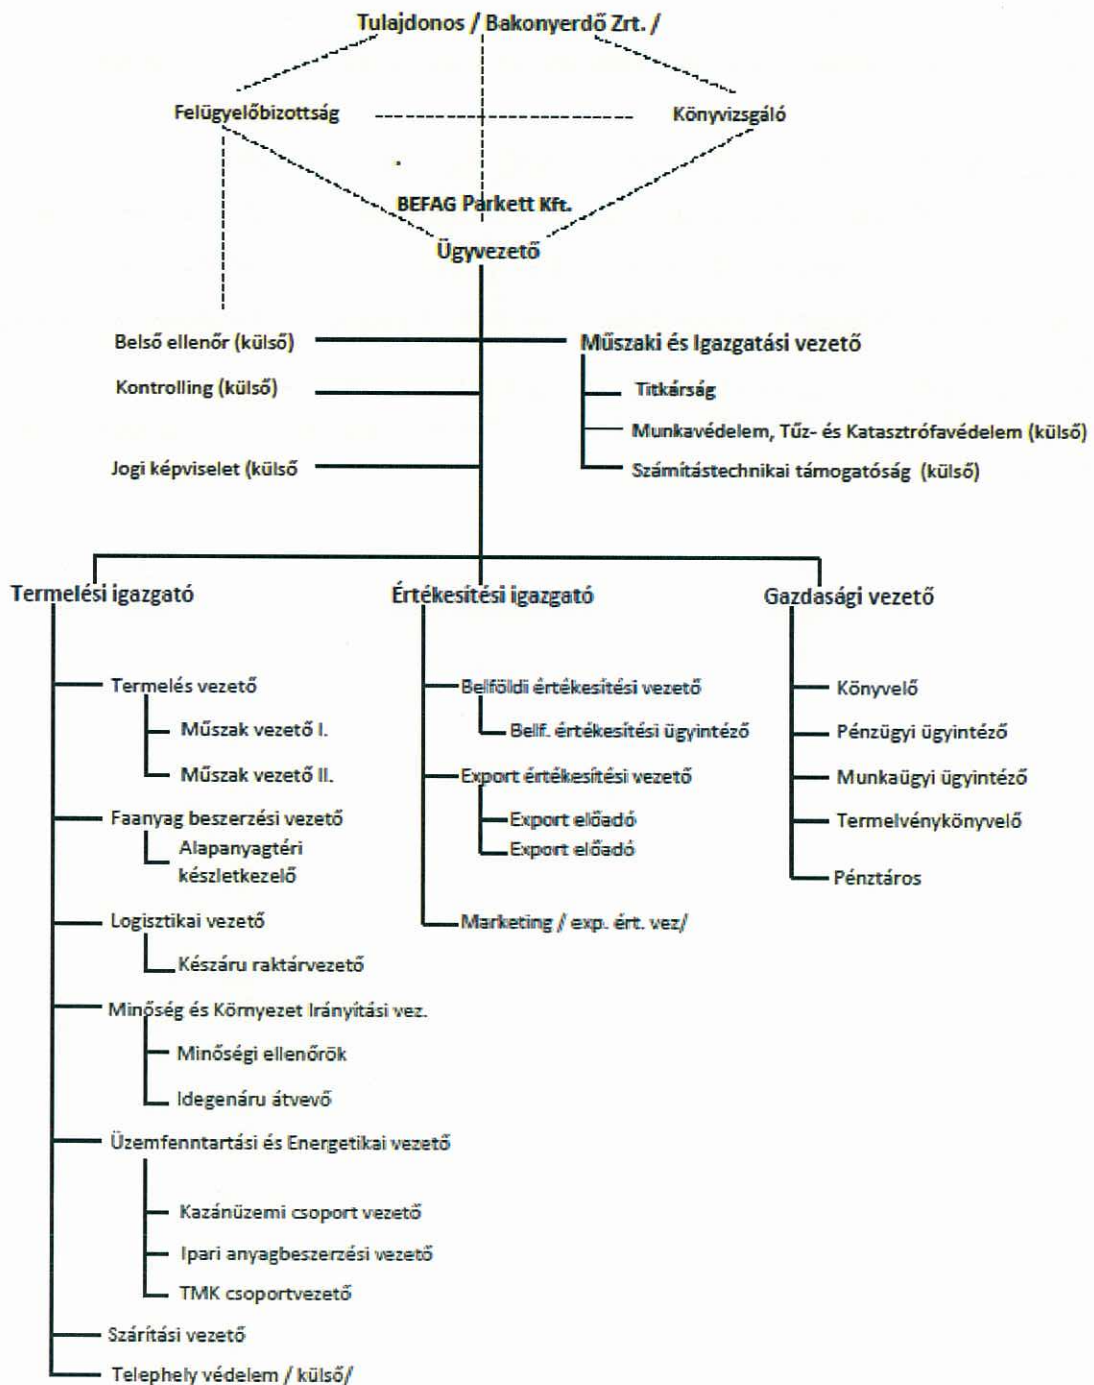 Tulajdonos / Bakonyerdő Zrt. /
Felügyelőbizottság
Könyvizsgáló
BEFAG Parkett Kft.
Ügyvezető
Belső ellenőr (külső)
Műszaki és Igazgatási vezető
Kontrolling (külső)
Titkárság
Munkavédelem, Tűz- és Katasztrófavédelem (külső)
Jogi képviselet (külső
Számítástechnikai támogatóság (külső)
Termelési igazgató
Értékesítési igazgató
Gazdasági vezető
Termelés vezető
Műszak vezető I.
Műszak vezető II.
Faanyag beszerzési vezető
Alapanyagtéri
készletkezelő
Logisztikai vezető
Készáru raktárvezető
Minőség és Környezet Irányítási vez.
Minőségi ellenőrök
Idegenáru átvevő
Üzemfenntartási és Energetikai vezető
Kazánüzemi csoport vezető
Ipari anyagbeszerzési vezető
TMK csoportvezető
Szárítási vezető
Telephely védelem / külső/
Belföldi értékesítési vezető
Bellf. értékesítési ügyintéző
Export értékesítési vezető
Export előadó
Export előadó
Marketing / exp. ért. vez/
Könyvelő
Pénzügyi ügyintéző
Munkaügyi ügyintéző
Termelvénykönyvelő
Pénztáros